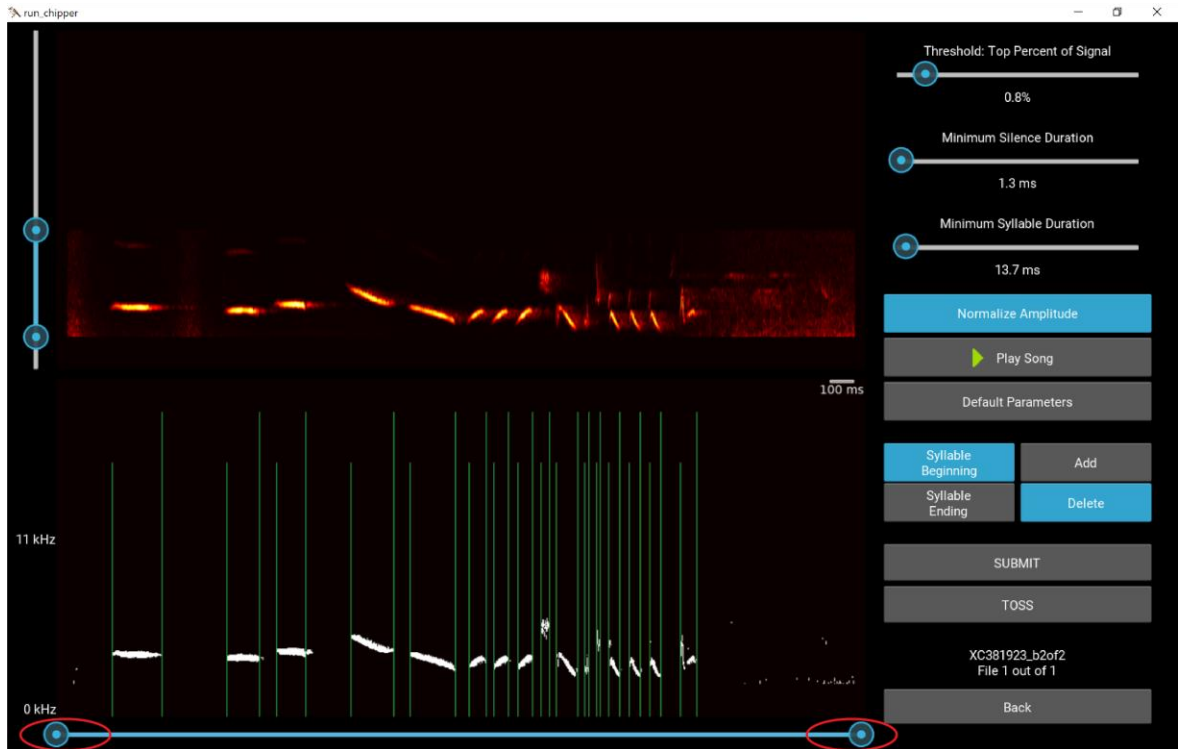 run_chipper
Threshold: Top Percent of Signal
0.8%
Minimum Silence Duration
1.3 ms
Minimum Syllable Duration
13.7 ms
Normalize Amplitude
Play Song
100 ms
Default Parameters
Syllable
Beginning
Add
Syllable
Ending
Delete
11 kHz
SUBMIT
TOSS
XC381923_b2of2
File 1 out of 1
0 kHz
Back